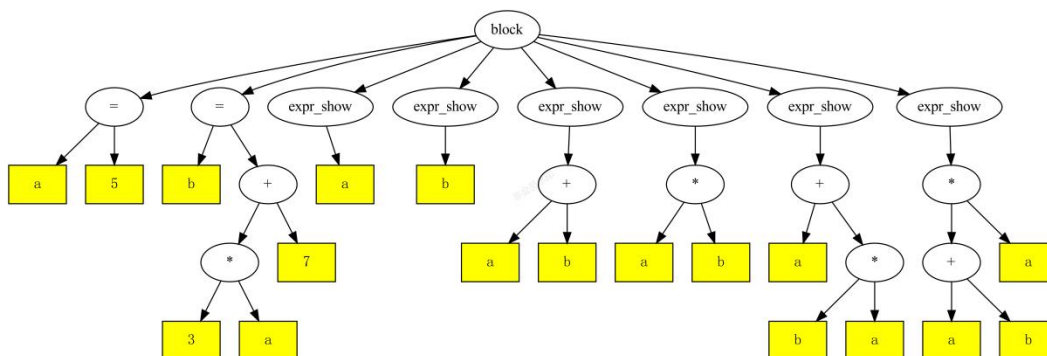 block
= = expr_show expr_show expr_show expr_show expr_show expr_show
a 5 b + a b + * + *
* 7 a b a b a * + a
3 a b a a b